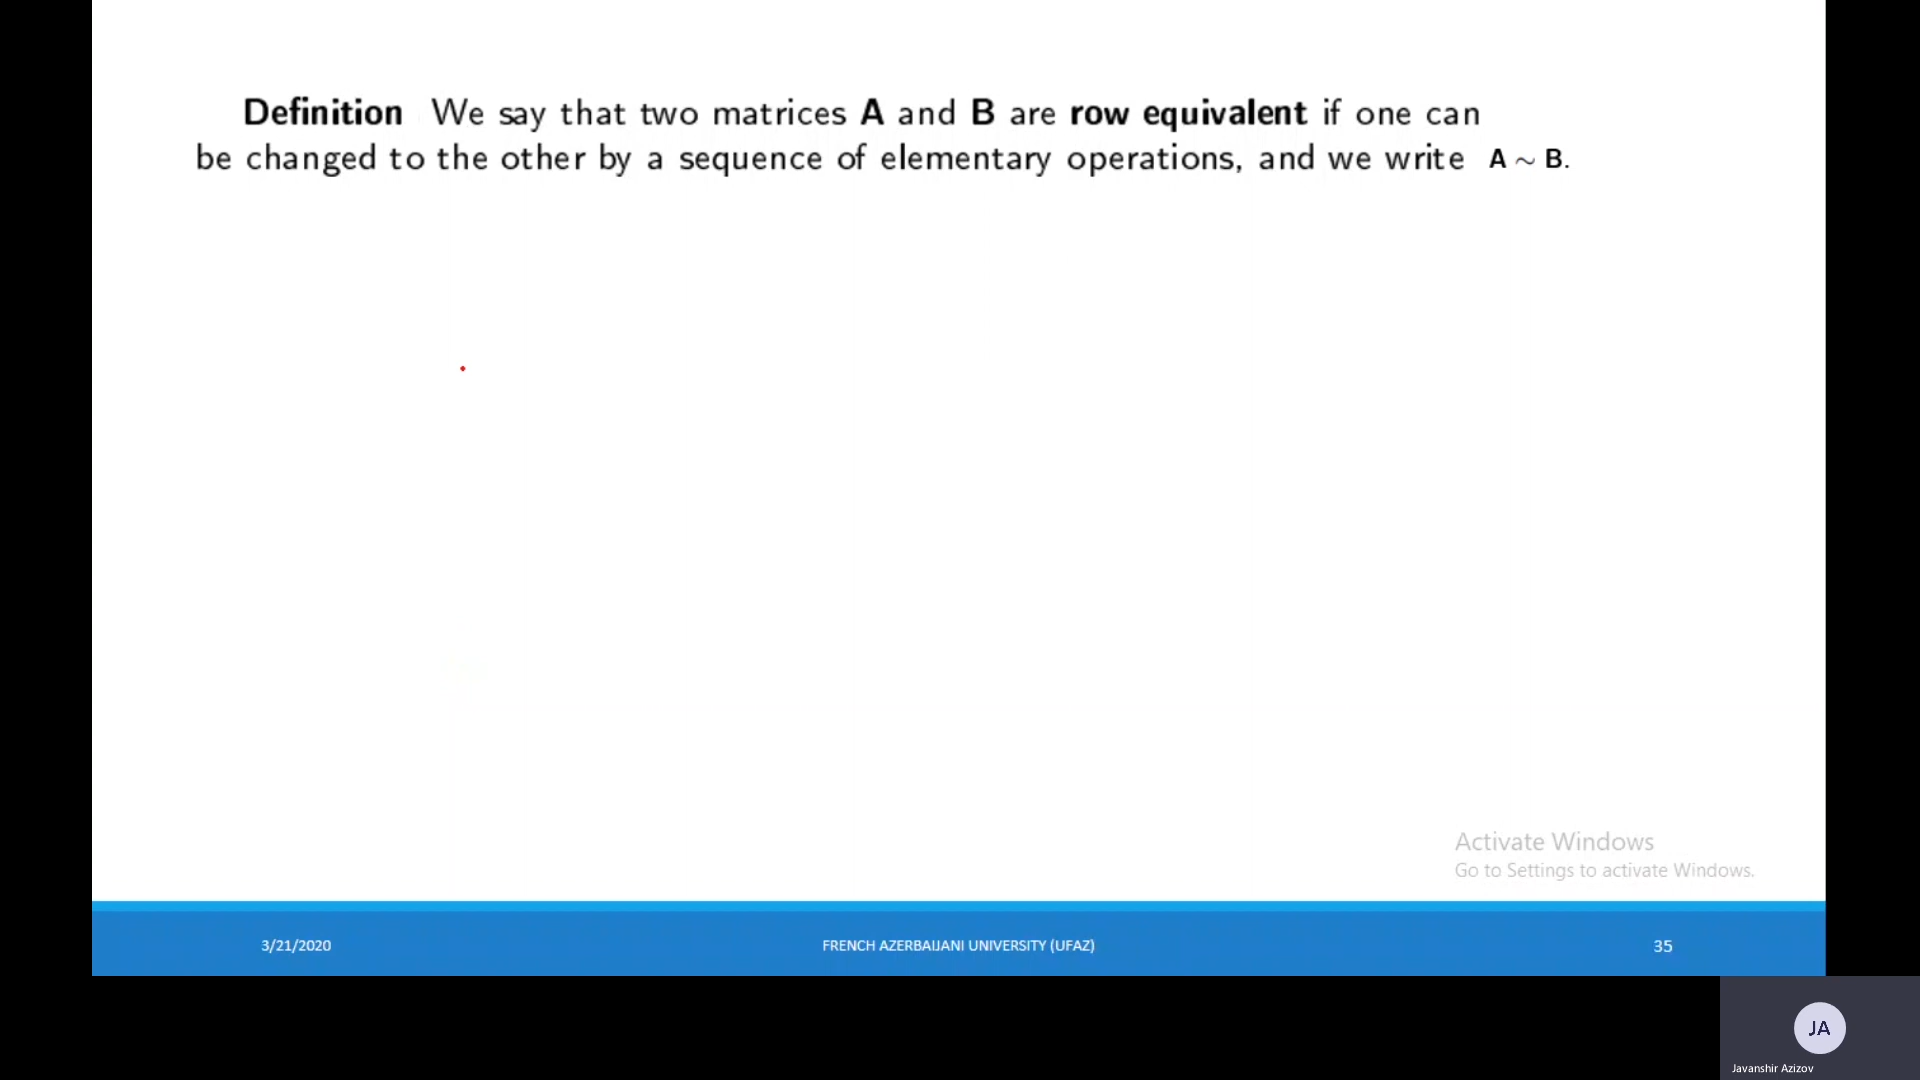 Definition We say that two matrices A and B are row equivalent if one can
be changed to the other by a sequence of elementary operations, and we write A ~ B.
Activate Windows
Go to Settings to activate Windows.
3/21/2020 FRENCH AZERBAIJANI UNIVERSITY (UFAZ) 35
JA
Javanshir Azizov